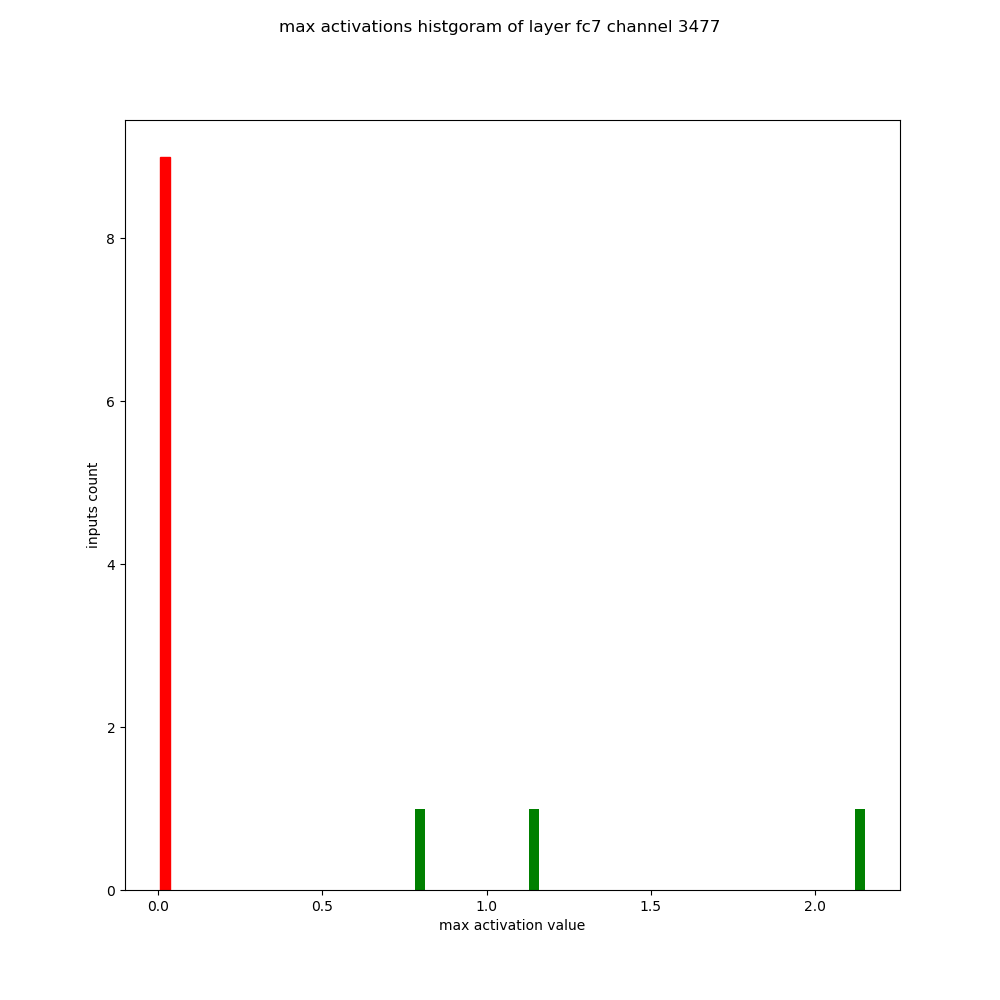 max activations histgoram of layer fc7 channel 3477
8
6
4
2
0
inputs count
0.0 0.5 1.0 1.5 2.0
max activation value